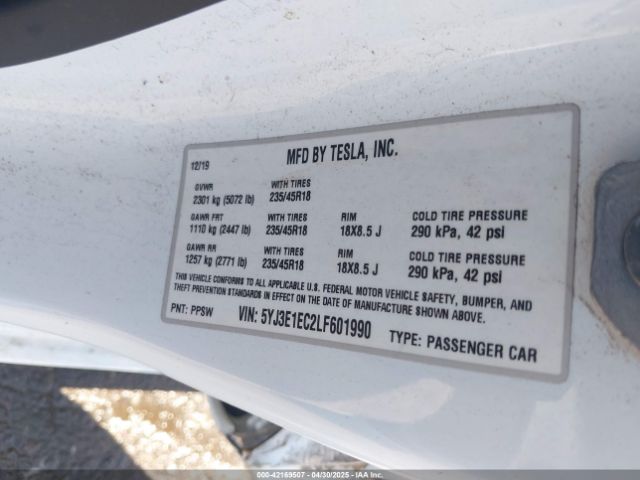 12/19 MFD BY TESLA, INC.
GVWR WITH TIRES
2301 kg (5072 lb) 235/45R18
GAWR FRT WITH TIRES RIM COLD TIRE PRESSURE
1110 kg (2447 lb) 235/45R18 18X8.5 J 290 kPa, 42 psi
GAWR RR WITH TIRES RIM COLD TIRE PRESSURE
1257 kg (2771 lb) 235/45R18 18X8.5 J 290 kPa, 42 psi
THIS VEHICLE CONFORMS TO ALL APPLICABLE U.S. FEDERAL MOTOR VEHICLE SAFETY, BUMPER, AND
THEFT PREVENTION STANDARDS IN EFFECT ON THE DATE OF MANUFACTURE SHOWN ABOVE.
PNT: PPSW VIN: 5YJ3E1EC2LF601990 TYPE: PASSENGER CAR
000-42169507 - 04/30/2025 - IAAI.COM